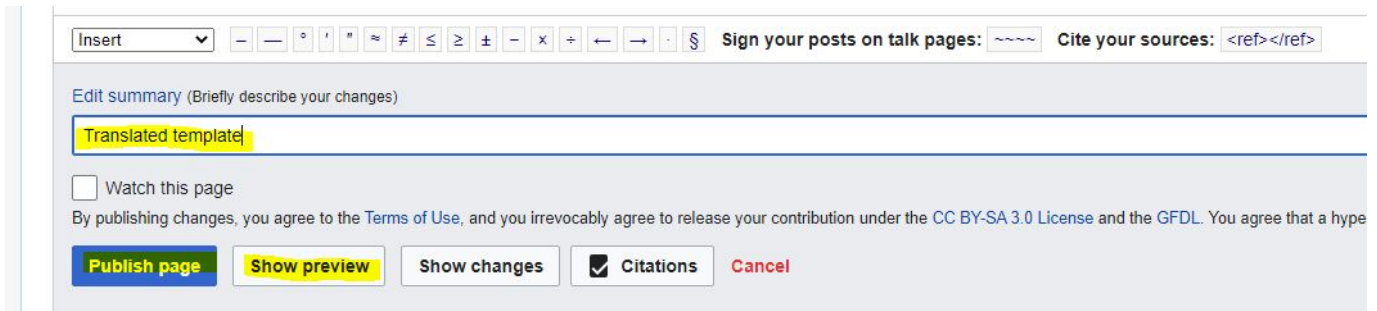 Insert – — ° ′ ″ ≈ ≠ ≤ ≥ ± − × ÷ ← → · § Sign your posts on talk pages: ~~~~ Cite your sources: <ref></ref>
Edit summary (Briefly describe your changes)
Translated template
Watch this page
By publishing changes, you agree to the Terms of Use, and you irrevocably agree to release your contribution under the CC BY-SA 3.0 License and the GFDL. You agree that a hype
Publish page Show preview Show changes Citations Cancel